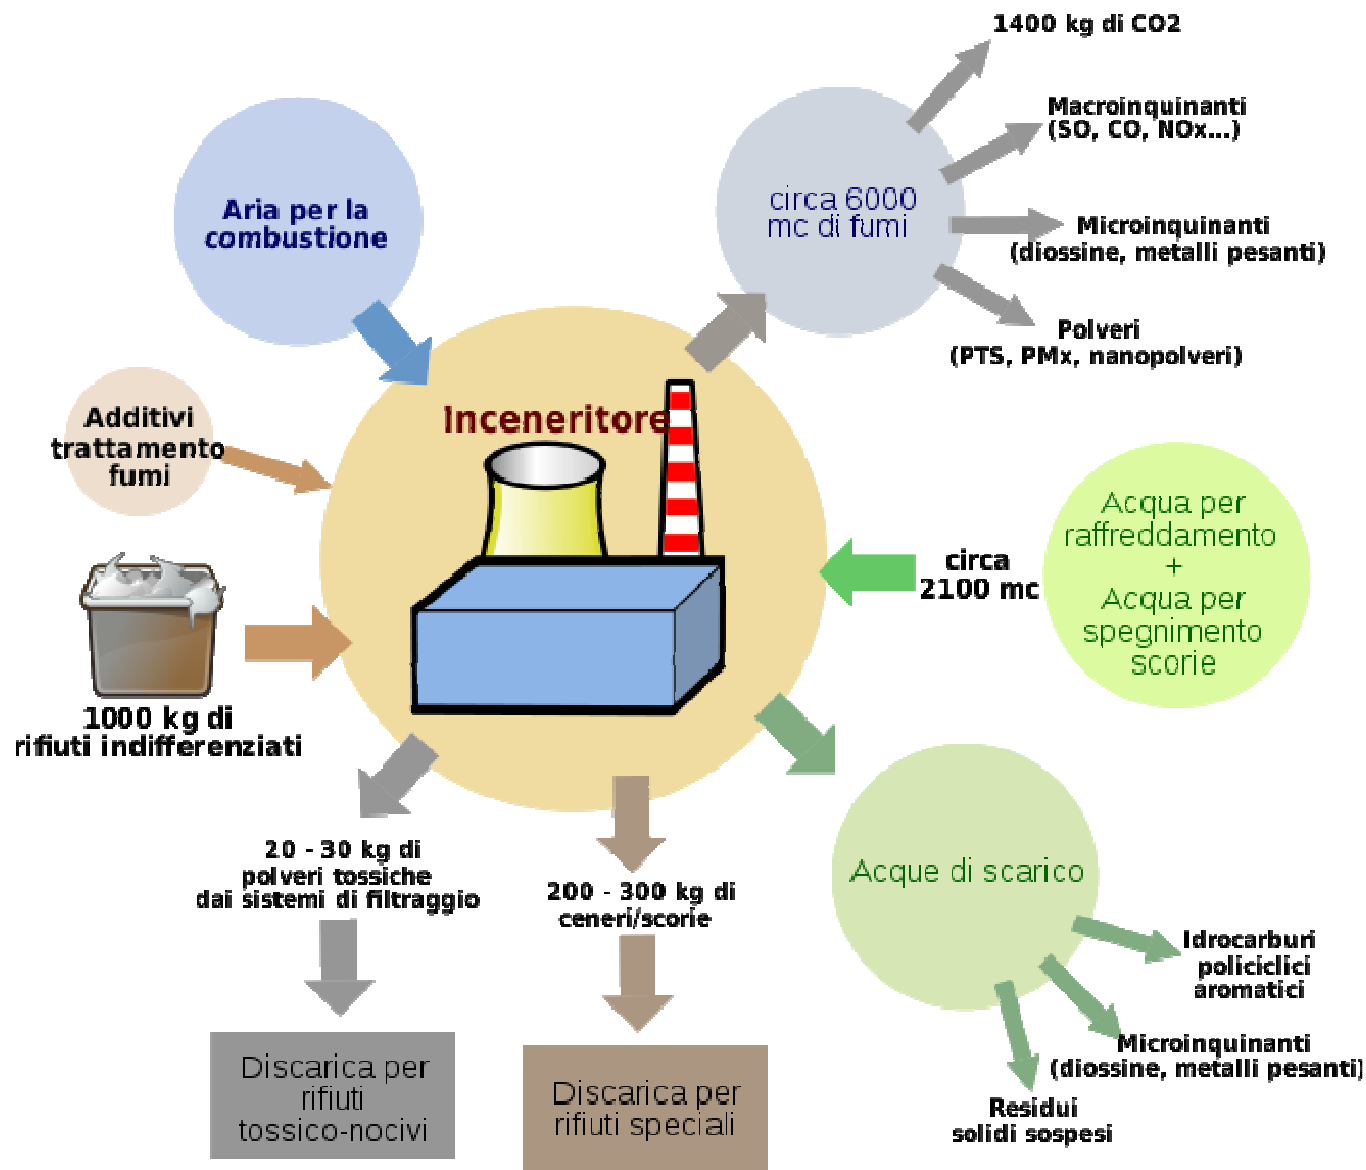 1400 kg di CO2
Macroinquinanti
(SO, CO, NOx...)
Aria per la
combustione
circa 6000
mc di fumi
Microinquinanti
(diossine, metalli pesanti)
Polveri
(PTS, PMx, nanopolveri)
Additivi
trattamento
fumi
Inceneritore
Acqua per
raffreddamento
+
Acqua per
spegnimento
scorie
circa
2100 mc
1000 kg di
rifiuti indifferenziati
20 - 30 kg di
polveri tossiche
dai sistemi di filtraggio
200 - 300 kg di
ceneri/scorie
Acque di scarico
Idrocarburi
policiclici
aromatici
Microinquinanti
(diossine, metalli pesanti)
Residui
solidi sospesi
Discarica per
rifiuti
tossico-nocivi
Discarica per
rifiuti speciali